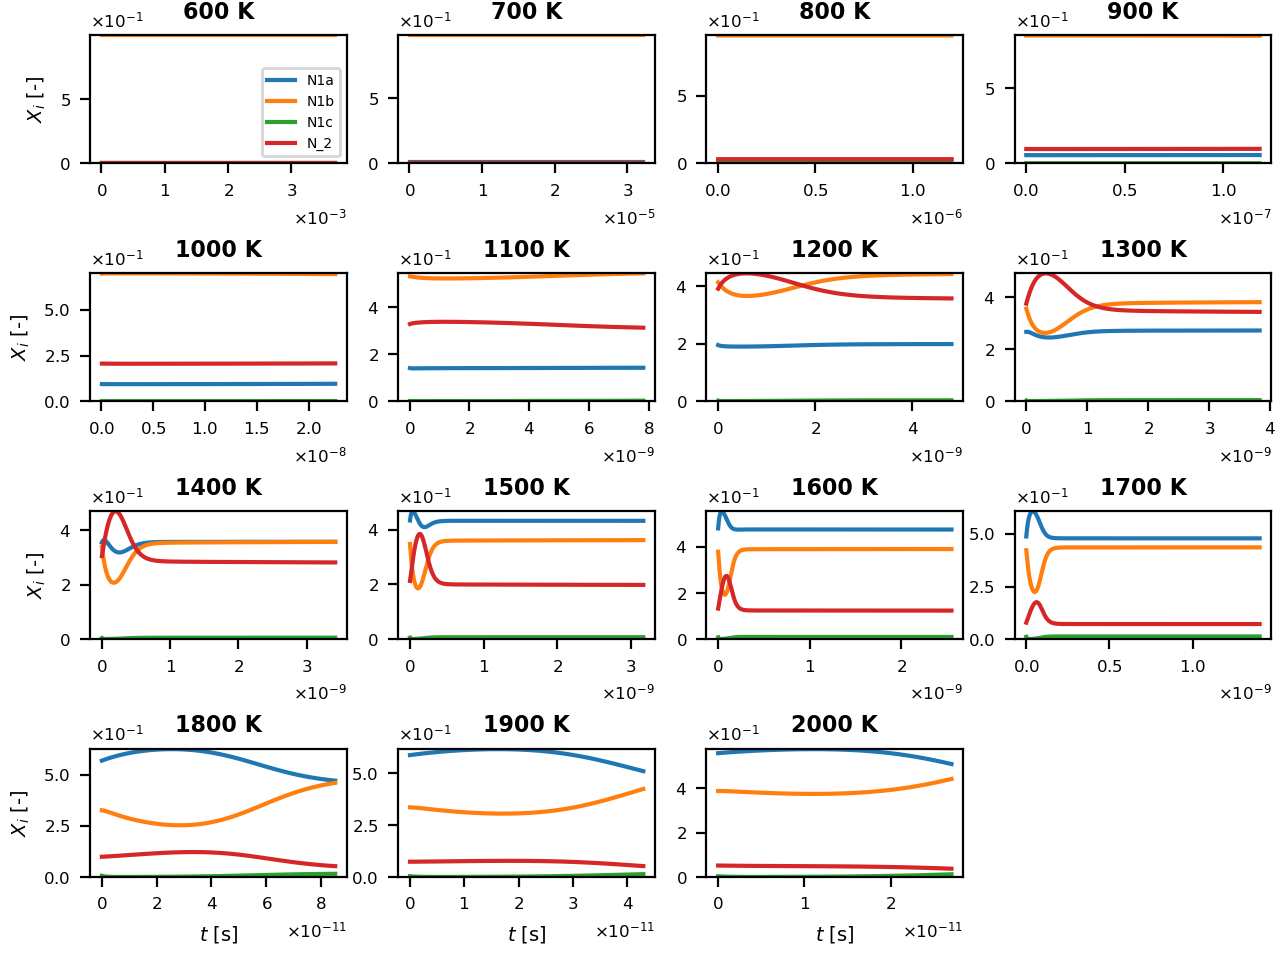 600 K 700 K 800 K 900 K
×10⁻¹ ×10⁻¹ ×10⁻¹ ×10⁻¹
X_i [-]
5 5 5 5
N1a
N1b
N1c
N_2
0 0 0 0
0 1 2 3 0 1 2 3 0.0 0.5 1.0 0.0 0.5 1.0
×10⁻³ ×10⁻⁵ ×10⁻⁶ ×10⁻⁷
1000 K 1100 K 1200 K 1300 K
×10⁻¹ ×10⁻¹ ×10⁻¹ ×10⁻¹
X_i [-]
5.0 4 4 4
2.5 2 2 2
0.0 0 0 0
0.0 0.5 1.0 1.5 2.0 0 2 4 6 8 0 2 4 0 1 2 3 4
×10⁻⁸ ×10⁻⁹ ×10⁻⁹ ×10⁻⁹
1400 K 1500 K 1600 K 1700 K
×10⁻¹ ×10⁻¹ ×10⁻¹ ×10⁻¹
X_i [-]
4 4 4 5.0
2 2 2 2.5
0 0 0 0.0
0 1 2 3 0 1 2 3 0 1 2 0.0 0.5 1.0
×10⁻⁹ ×10⁻⁹ ×10⁻⁹ ×10⁻⁹
1800 K 1900 K 2000 K
×10⁻¹ ×10⁻¹ ×10⁻¹
X_i [-]
5.0 5.0 4
2.5 2.5 2
0.0 0.0 0
0 2 4 6 8 0 1 2 3 4 0 1 2
t [s] ×10⁻¹¹ t [s] ×10⁻¹¹ t [s] ×10⁻¹¹